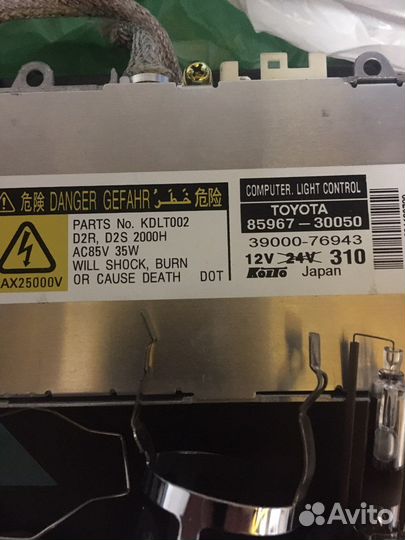 危険 DANGER GEFAHR خَطَر 危险
PARTS No. KDLT002
D2R, D2S 2000H
AC85V 35W
WILL SHOCK, BURN
OR CAUSE DEATH DOT
AX25000V
COMPUTER. LIGHT CONTROL
TOYOTA
85967-30050
39000-76943
12V 24V 310
Koito Japan
Avito